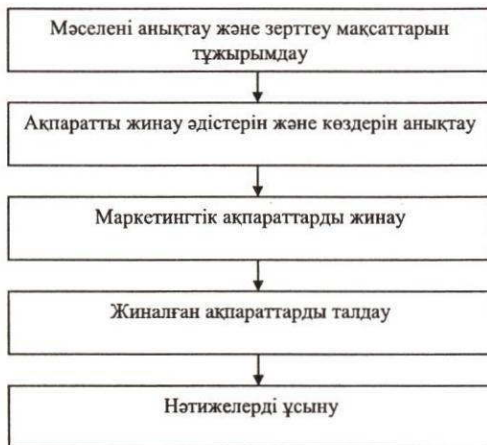 Мәселені анықтау және зерттеу мақсаттарын
тұжырымдау
Ақпаратты жинау әдістерін және көздерін анықтау
Маркетингтік ақпараттарды жинау
Жиналған ақпараттарды талдау
Нәтижелерді ұсыну